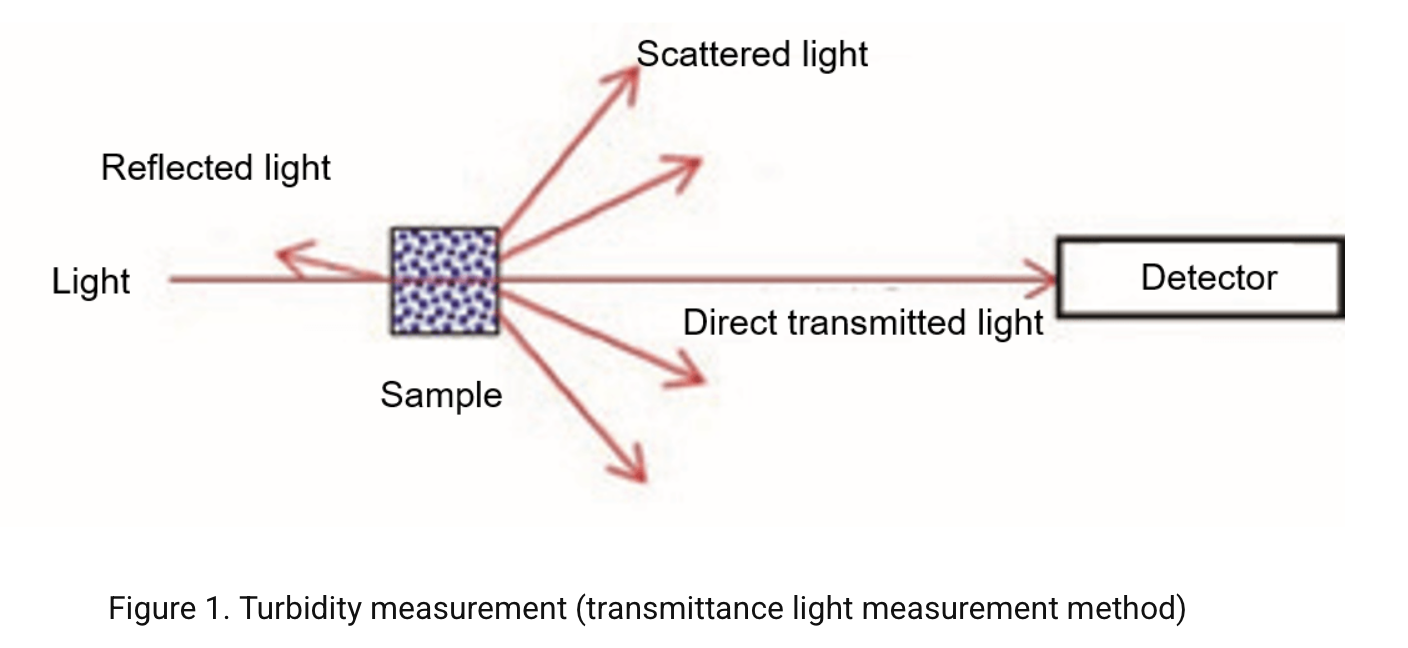 Scattered light
Reflected light
Light
Detector
Direct transmitted light
Sample
Figure 1. Turbidity measurement (transmittance light measurement method)